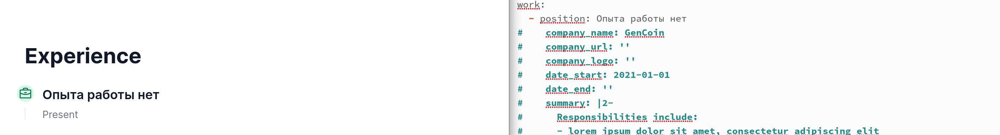 Experience
Опыта работы нет
Present
work:
- position: Опыта работы нет
# company_name: GenCoin
# company_url: ''
# company_logo: ''
# date_start: 2021-01-01
# date_end: ''
# summary: |2-
# Responsibilities include:
# - lorem ipsum dolor sit amet, consectetur adipiscing elit